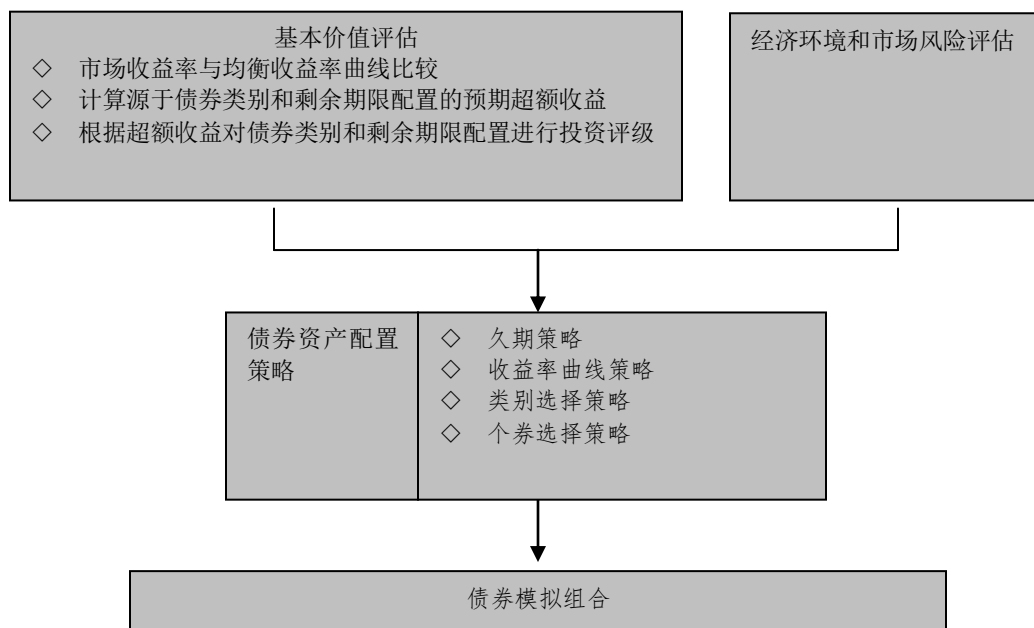 基本价值评估
◇ 市场收益率与均衡收益率曲线比较
◇ 计算源于债券类别和剩余期限配置的预期超额收益
◇ 根据超额收益对债券类别和剩余期限配置进行投资评级
经济环境和市场风险评估
债券资产配置
策略
◇ 久期策略
◇ 收益率曲线策略
◇ 类别选择策略
◇ 个券选择策略
债券模拟组合